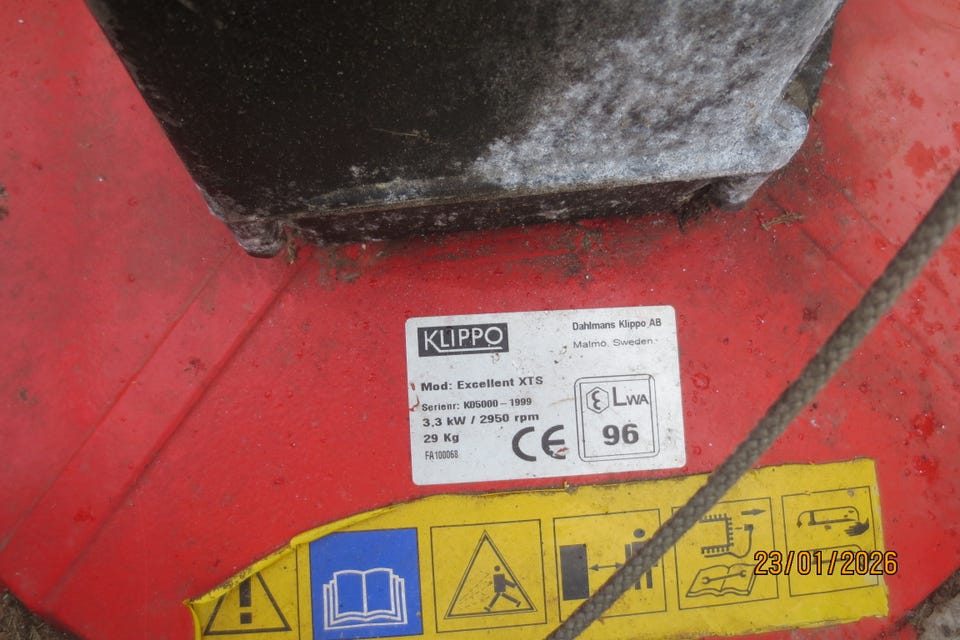 KLIPPO
Dahlmans Klippo AB
Malmö, Sweden
Mod: Excellent XTS
Serienr: K05000-1999
3,3 kW / 2950 rpm
29 Kg
FA100068
CE
LWA
96
23/01/2026